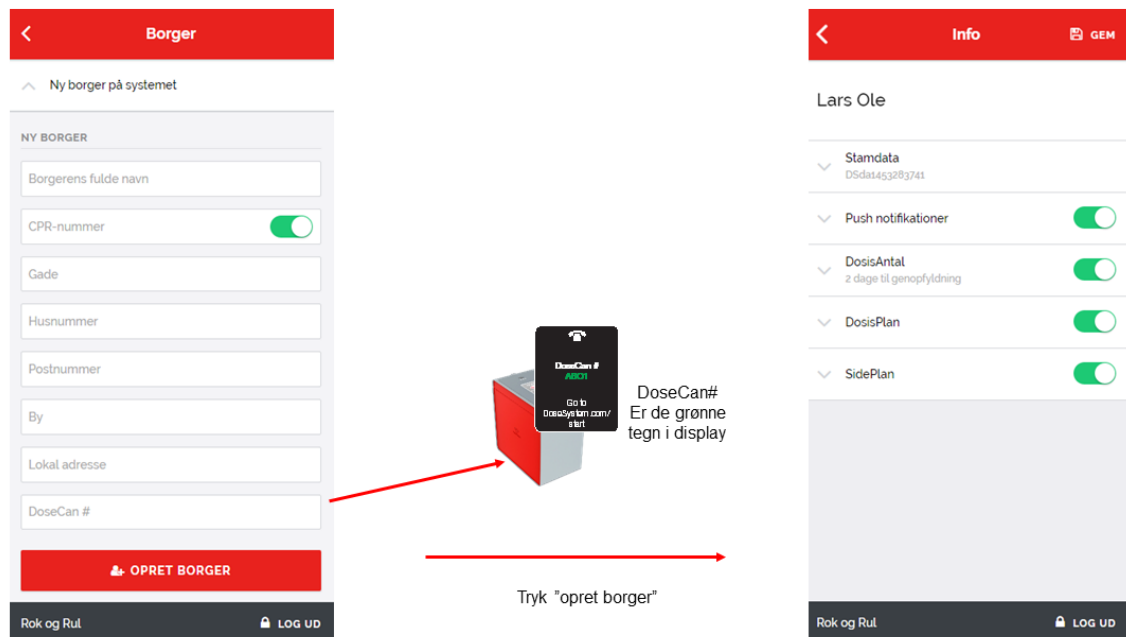 Borger
Ny borger på systemet
NY BORGER
Borgerens fulde navn
CPR-nummer
Gade
Husnummer
Postnummer
By
Lokal adresse
DoseCan #
OPRET BORGER
Rok og Rul
LOG UD
DoseCan #
Go to
DoseSystem.com/
start
DoseCan#
Er de grønne
tegn i display
Tryk "opret borger"
Info
GEM
Lars Ole
Stamdata
DSda1453283741
Push notifikationer
DosisAntal
2 dage til genopfyldning
DosisPlan
SidePlan
Rok og Rul
LOG UD